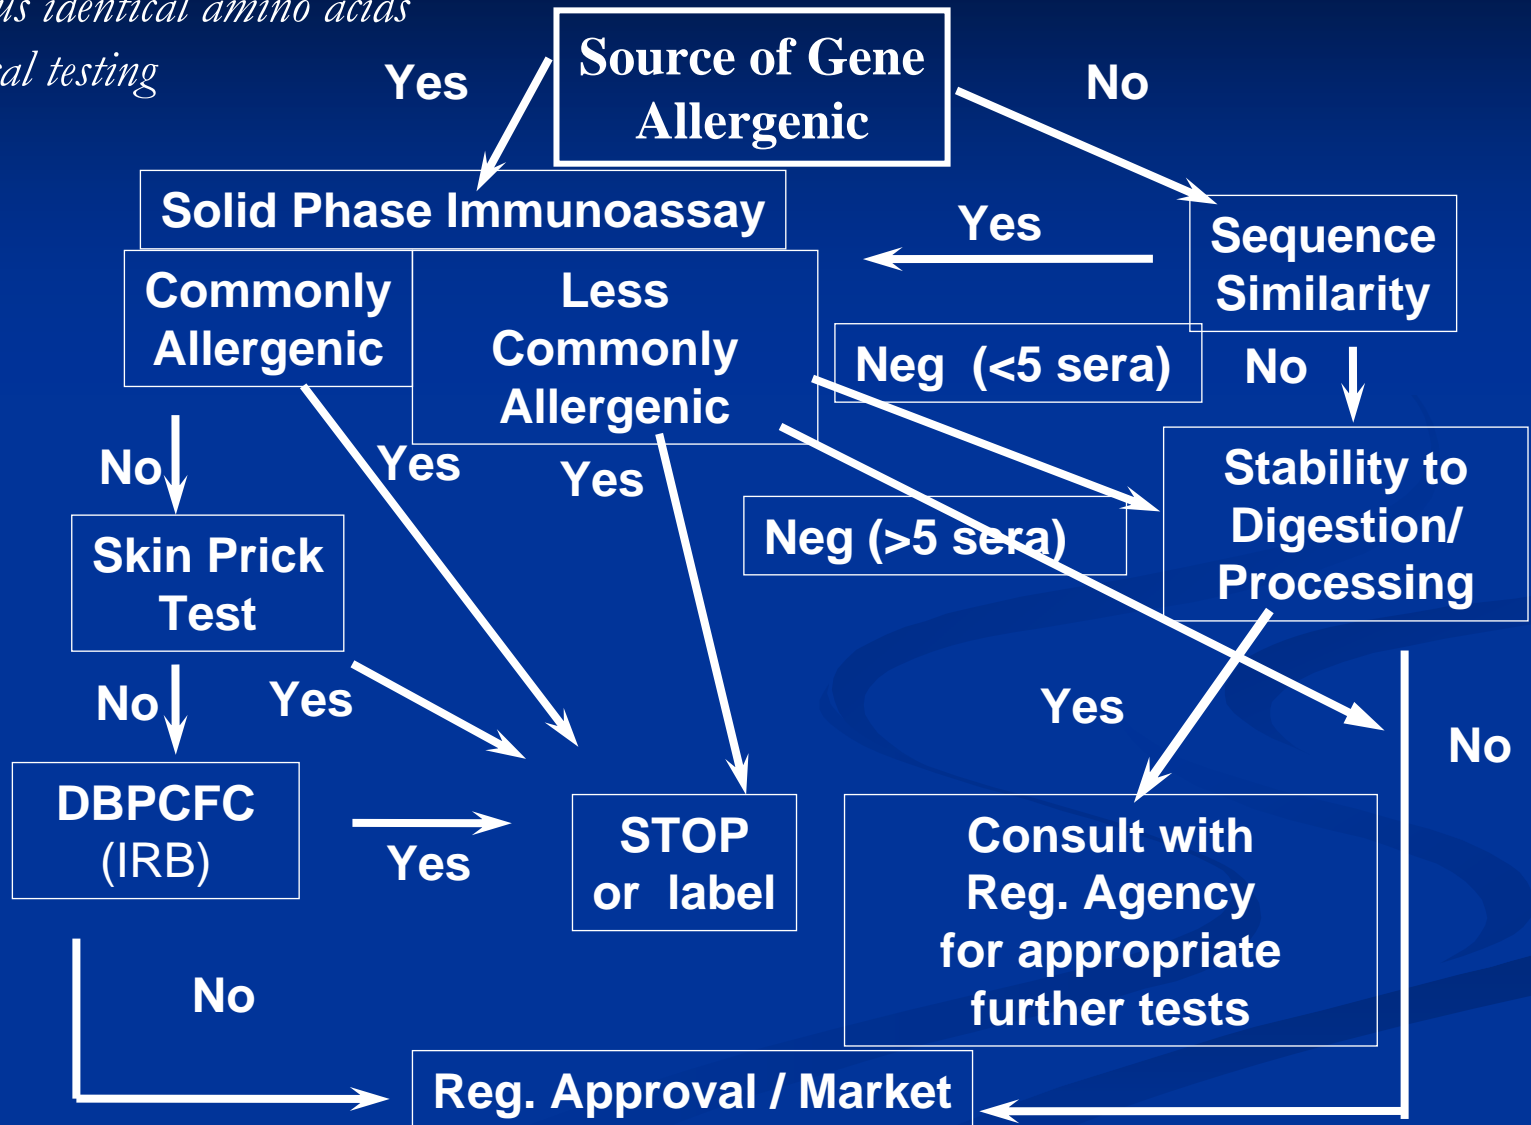 identical amino acids
testing
Source of Gene
Allergenic
Yes
No
Solid Phase Immunoassay
Yes
Sequence
Similarity
Commonly
Allergenic
Less
Commonly
Allergenic
Neg (<5 sera)
No
No
Yes
Yes
Stability to
Digestion/
Processing
Neg (>5 sera)
Skin Prick
Test
No
Yes
Yes
No
DBPCFC
(IRB)
Yes
STOP
or label
Consult with
Reg. Agency
for appropriate
further tests
No
Reg. Approval / Market